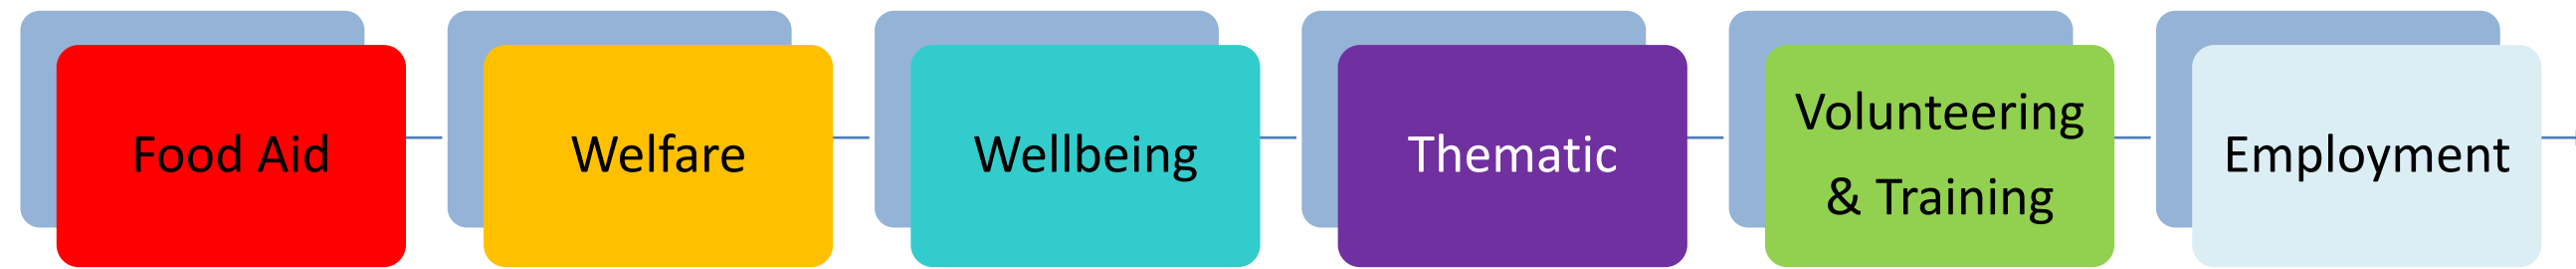 Food Aid
Welfare
Wellbeing
Thematic
Volunteering
& Training
Employment